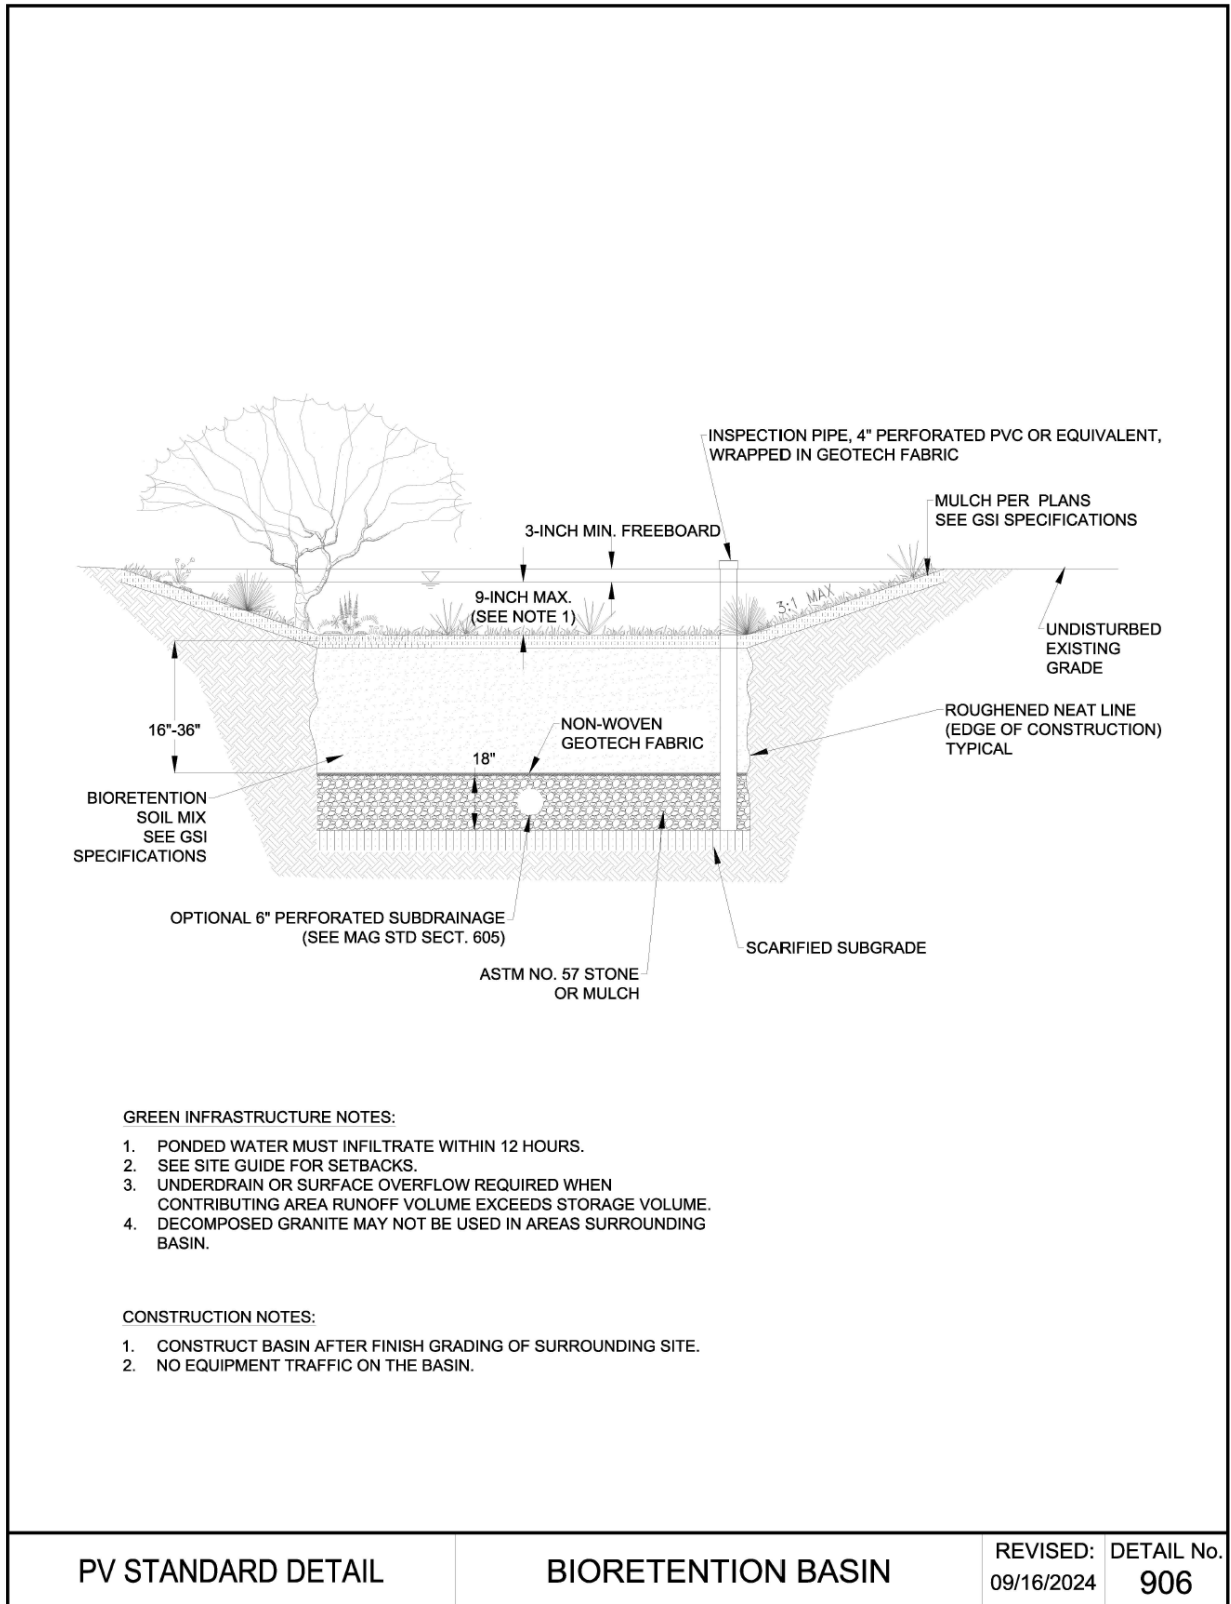 INSPECTION PIPE, 4" PERFORATED PVC OR EQUIVALENT,
WRAPPED IN GEOTECH FABRIC
MULCH PER PLANS
SEE GSI SPECIFICATIONS
3-INCH MIN. FREEBOARD
9-INCH MAX.
(SEE NOTE 1)
3:1 MAX
UNDISTURBED
EXISTING
GRADE
16"-36"
NON-WOVEN
GEOTECH FABRIC
ROUGHENED NEAT LINE
(EDGE OF CONSTRUCTION)
TYPICAL
18"
BIORETENTION
SOIL MIX
SEE GSI
SPECIFICATIONS
OPTIONAL 6" PERFORATED SUBDRAINAGE
(SEE MAG STD SECT. 605)
SCARIFIED SUBGRADE
ASTM NO. 57 STONE
OR MULCH
GREEN INFRASTRUCTURE NOTES:
1. PONDED WATER MUST INFILTRATE WITHIN 12 HOURS.
2. SEE SITE GUIDE FOR SETBACKS.
3. UNDERDRAIN OR SURFACE OVERFLOW REQUIRED WHEN
CONTRIBUTING AREA RUNOFF VOLUME EXCEEDS STORAGE VOLUME.
4. DECOMPOSED GRANITE MAY NOT BE USED IN AREAS SURROUNDING
BASIN.
CONSTRUCTION NOTES:
1. CONSTRUCT BASIN AFTER FINISH GRADING OF SURROUNDING SITE.
2. NO EQUIPMENT TRAFFIC ON THE BASIN.
PV STANDARD DETAIL
BIORETENTION BASIN
REVISED:
09/16/2024
DETAIL No.
906